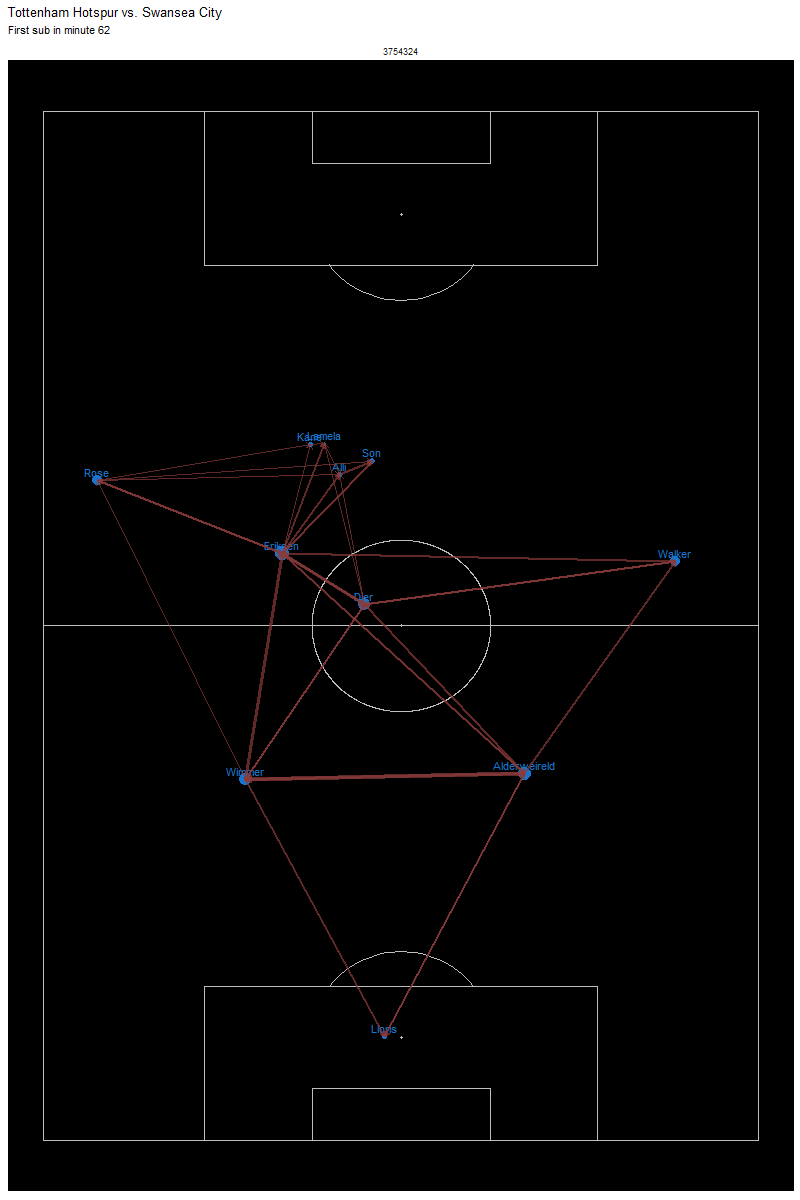 Tottenham Hotspur vs. Swansea City
First sub in minute 62
3754324
Kane
Lamela
Son
Alli
Rose
Eriksen
Walker
Dier
Alderweireld
Wimmer
Lloris